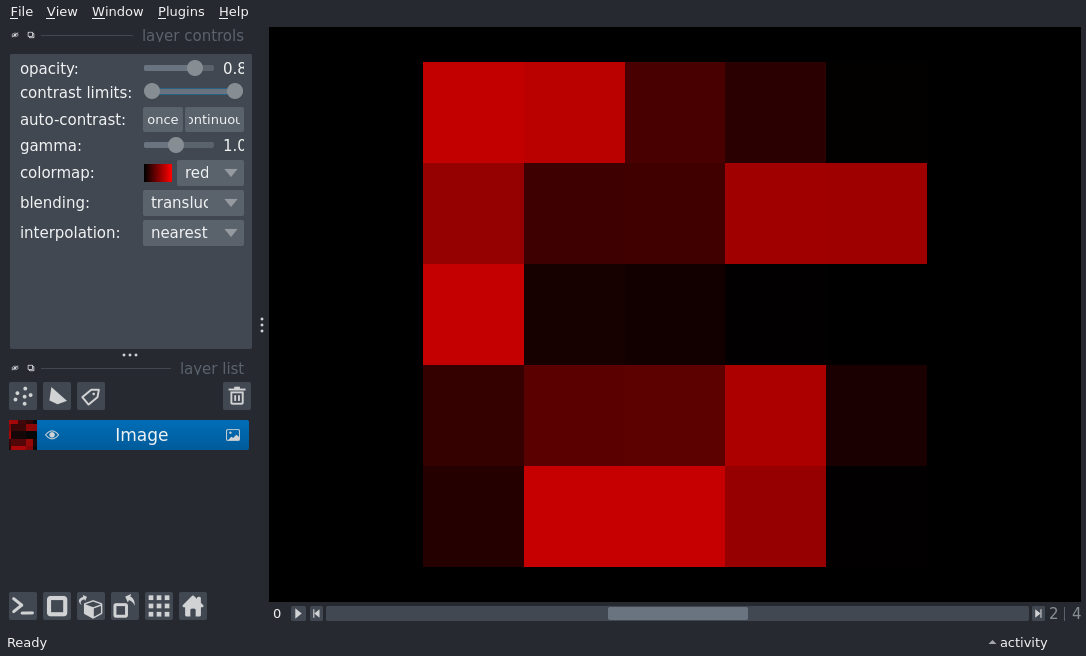 File View Window Plugins Help
layer controls
opacity: 0.8
contrast limits:
auto-contrast: once ontinuou
gamma: 1.0
colormap: red
blending: transluc
interpolation: nearest
layer list
Image
0 2 | 4
Ready activity